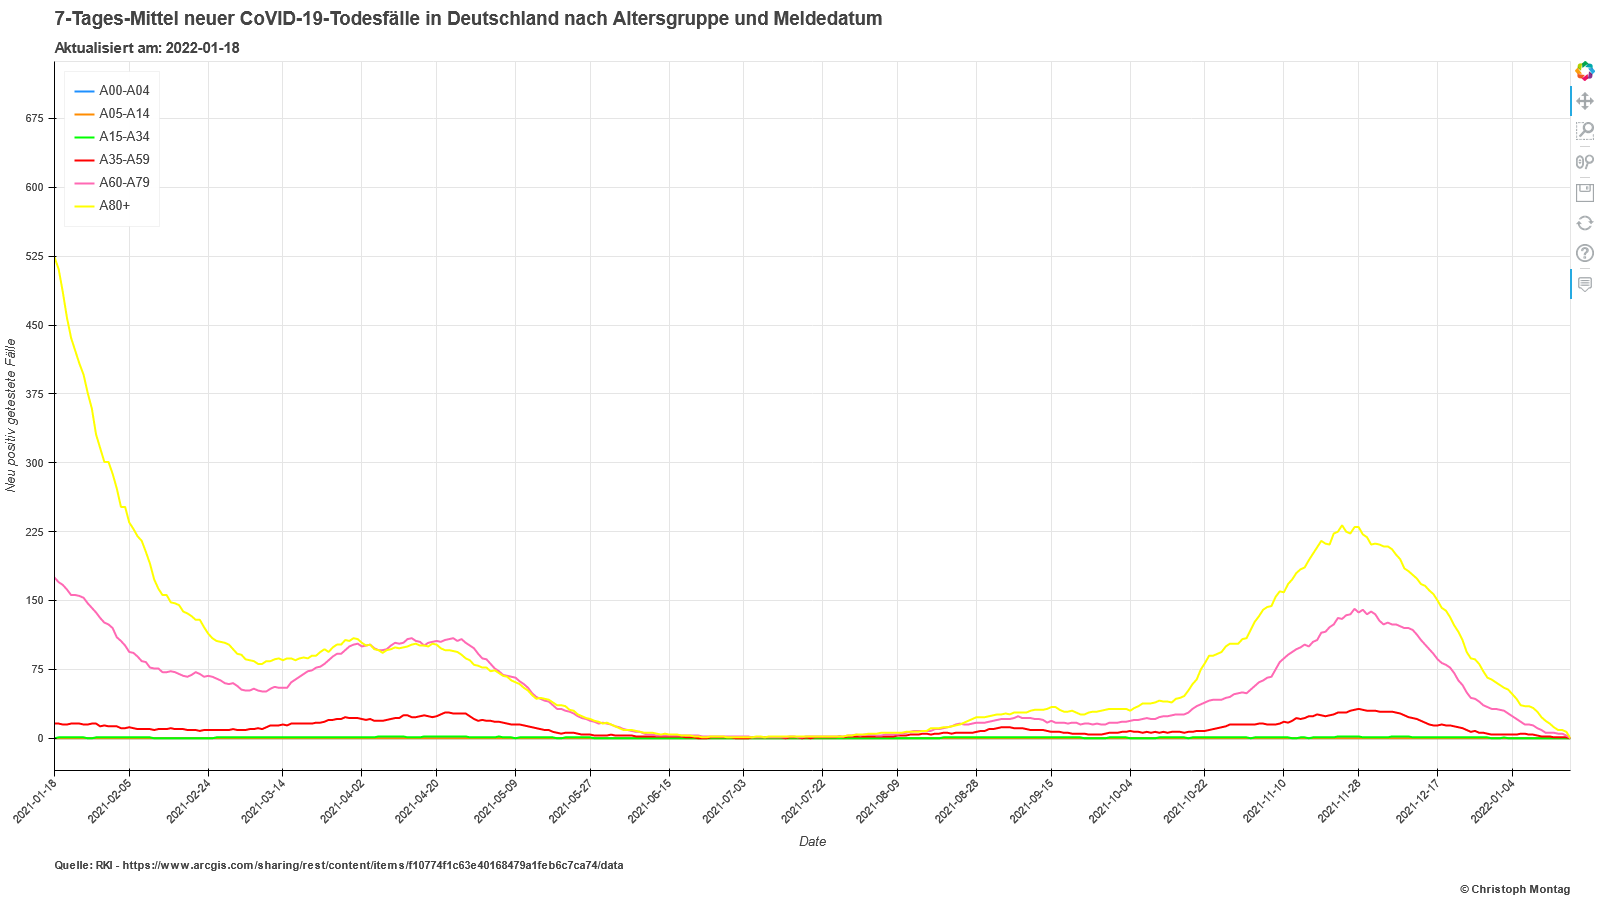 7-Tages-Mittel neuer CoVID-19-Todesfälle in Deutschland nach Altersgruppe und Meldedatum
Aktualisiert am: 2022-01-18
A00-A04
A05-A14
A15-A34
A35-A59
A60-A79
A80+
675
600
525
450
375
300
225
150
75
0
Neu positiv getestete Fälle
2021-01-18
2021-02-05
2021-02-24
2021-03-14
2021-04-02
2021-04-20
2021-05-09
2021-05-27
2021-06-15
2021-07-03
2021-07-22
2021-08-09
2021-08-28
2021-09-15
2021-10-04
2021-10-22
2021-11-10
2021-11-28
2021-12-17
2022-01-04
Date
Quelle: RKI - https://www.arcgis.com/sharing/rest/content/items/f10774f1c63e40168479a1feb6c7ca74/data
© Christoph Montag